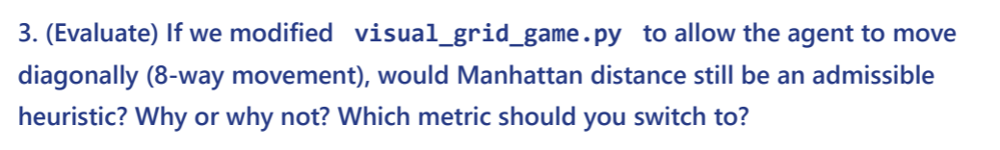 3. (Evaluate) If we modified visual_grid_game.py to allow the agent to move
diagonally (8-way movement), would Manhattan distance still be an admissible
heuristic? Why or why not? Which metric should you switch to?